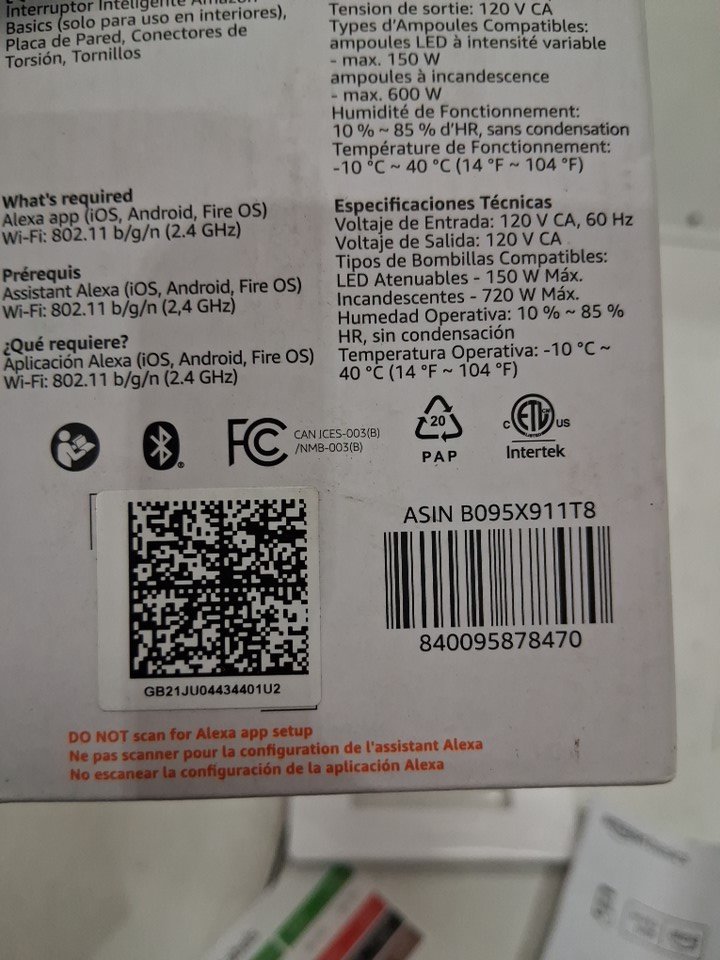 Interruptor Inteligente Amazon
Basics (solo para uso en interiores),
Placa de Pared, Conectores de
Torsión, Tornillos
What's required
Alexa app (iOS, Android, Fire OS)
Wi-Fi: 802.11 b/g/n (2.4 GHz)
Prérequis
Assistant Alexa (iOS, Android, Fire OS)
Wi-Fi: 802.11 b/g/n (2,4 GHz)
¿Qué requiere?
Aplicación Alexa (iOS, Android, Fire OS)
Wi-Fi: 802.11 b/g/n (2.4 GHz)
Tension de sortie: 120 V CA
Types d'Ampoules Compatibles:
ampoules LED à intensité variable
- max. 150 W
ampoules à incandescence
- max. 600 W
Humidité de Fonctionnement:
10 % ~ 85 % d'HR, sans condensation
Température de Fonctionnement:
-10 °C ~ 40 °C (14 °F ~ 104 °F)
Especificaciones Técnicas
Voltaje de Entrada: 120 V CA, 60 Hz
Voltaje de Salida: 120 V CA
Tipos de Bombillas Compatibles:
LED Atenuables - 150 W Máx.
Incandescentes - 720 W Máx.
Humedad Operativa: 10 % ~ 85 %
HR, sin condensación
Temperatura Operativa: -10 °C ~
40 °C (14 °F ~ 104 °F)
FC
CAN ICES-003(B)
/NMB-003(B)
20
PAP
C ETL US
Intertek
ASIN B095X911T8
840095878470
GB21JU04434401U2
DO NOT scan for Alexa app setup
Ne pas scanner pour la configuration de l'assistant Alexa
No escanear la configuración de la aplicación Alexa